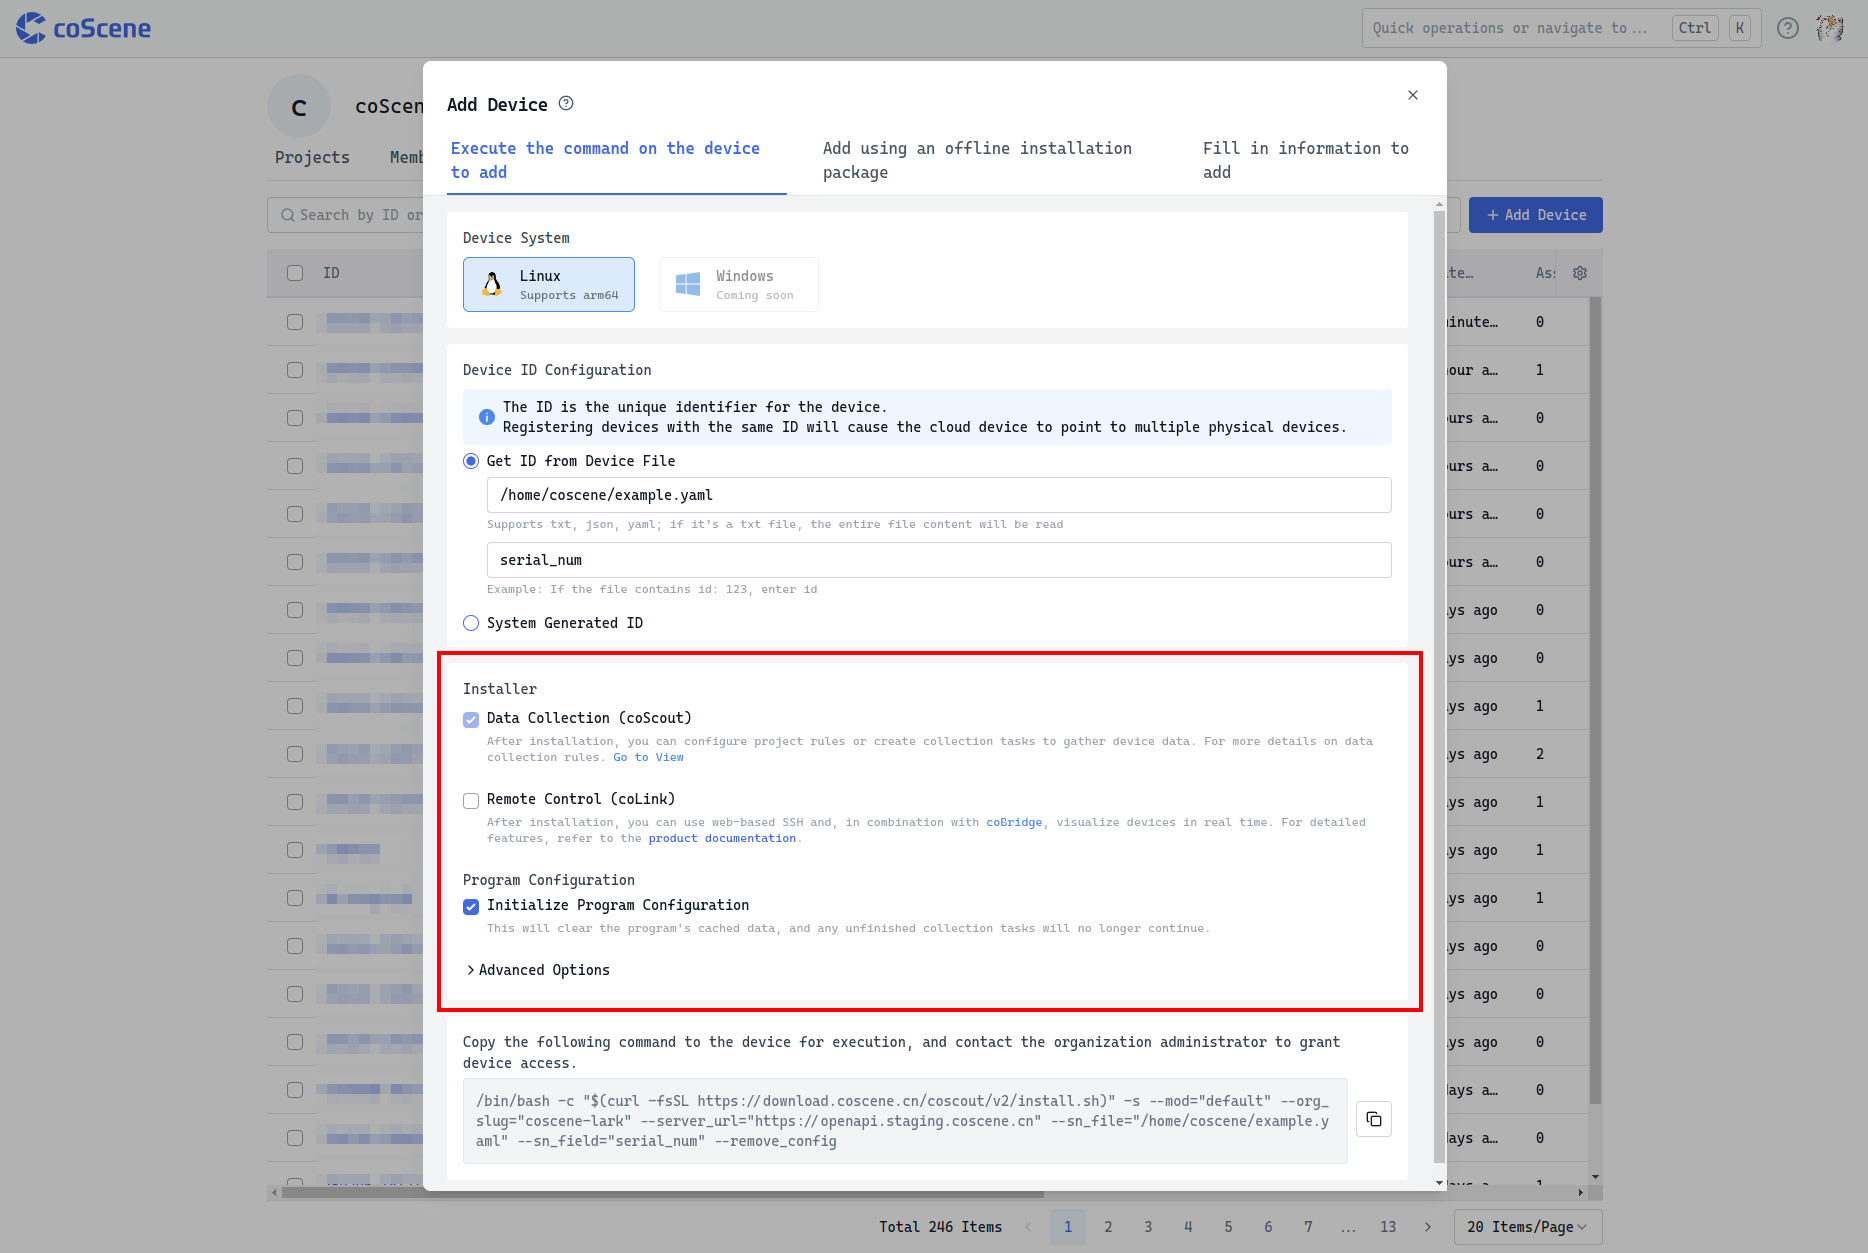 coScene
Quick operations or navigate to ... Ctrl K
C coScen
Projects Memb
Search by ID or
+ Add Device
ID
te… Ass
inute… 0
our a… 1
urs a… 0
urs a… 0
urs a… 0
urs a… 0
ys ago 0
ys ago 0
ys ago 1
ys ago 2
ys ago 1
ys ago 1
ys ago 1
ys ago 0
ys ago 0
ys ago 0
days a… 0
days a… 0
Add Device
Execute the command on the device to add
Add using an offline installation package
Fill in information to add
Device System
Linux
Supports arm64
Windows
Coming soon
Device ID Configuration
The ID is the unique identifier for the device.
Registering devices with the same ID will cause the cloud device to point to multiple physical devices.
Get ID from Device File
/home/coscene/example.yaml
Supports txt, json, yaml; if it's a txt file, the entire file content will be read
serial_num
Example: If the file contains id: 123, enter id
System Generated ID
Installer
Data Collection (coScout)
After installation, you can configure project rules or create collection tasks to gather device data. For more details on data
collection rules. Go to View
Remote Control (coLink)
After installation, you can use web-based SSH and, in combination with coBridge, visualize devices in real time. For detailed
features, refer to the product documentation.
Program Configuration
Initialize Program Configuration
This will clear the program's cached data, and any unfinished collection tasks will no longer continue.
Advanced Options
Copy the following command to the device for execution, and contact the organization administrator to grant
device access.
/bin/bash -c "$(curl -fsSL https://download.coscene.cn/coscout/v2/install.sh)" -s --mod="default" --org_
slug="coscene-lark" --server_url="https://openapi.staging.coscene.cn" --sn_file="/home/coscene/example.y
aml" --sn_field="serial_num" --remove_config
Total 246 Items 1 2 3 4 5 6 7 ... 13 20 Items/Page